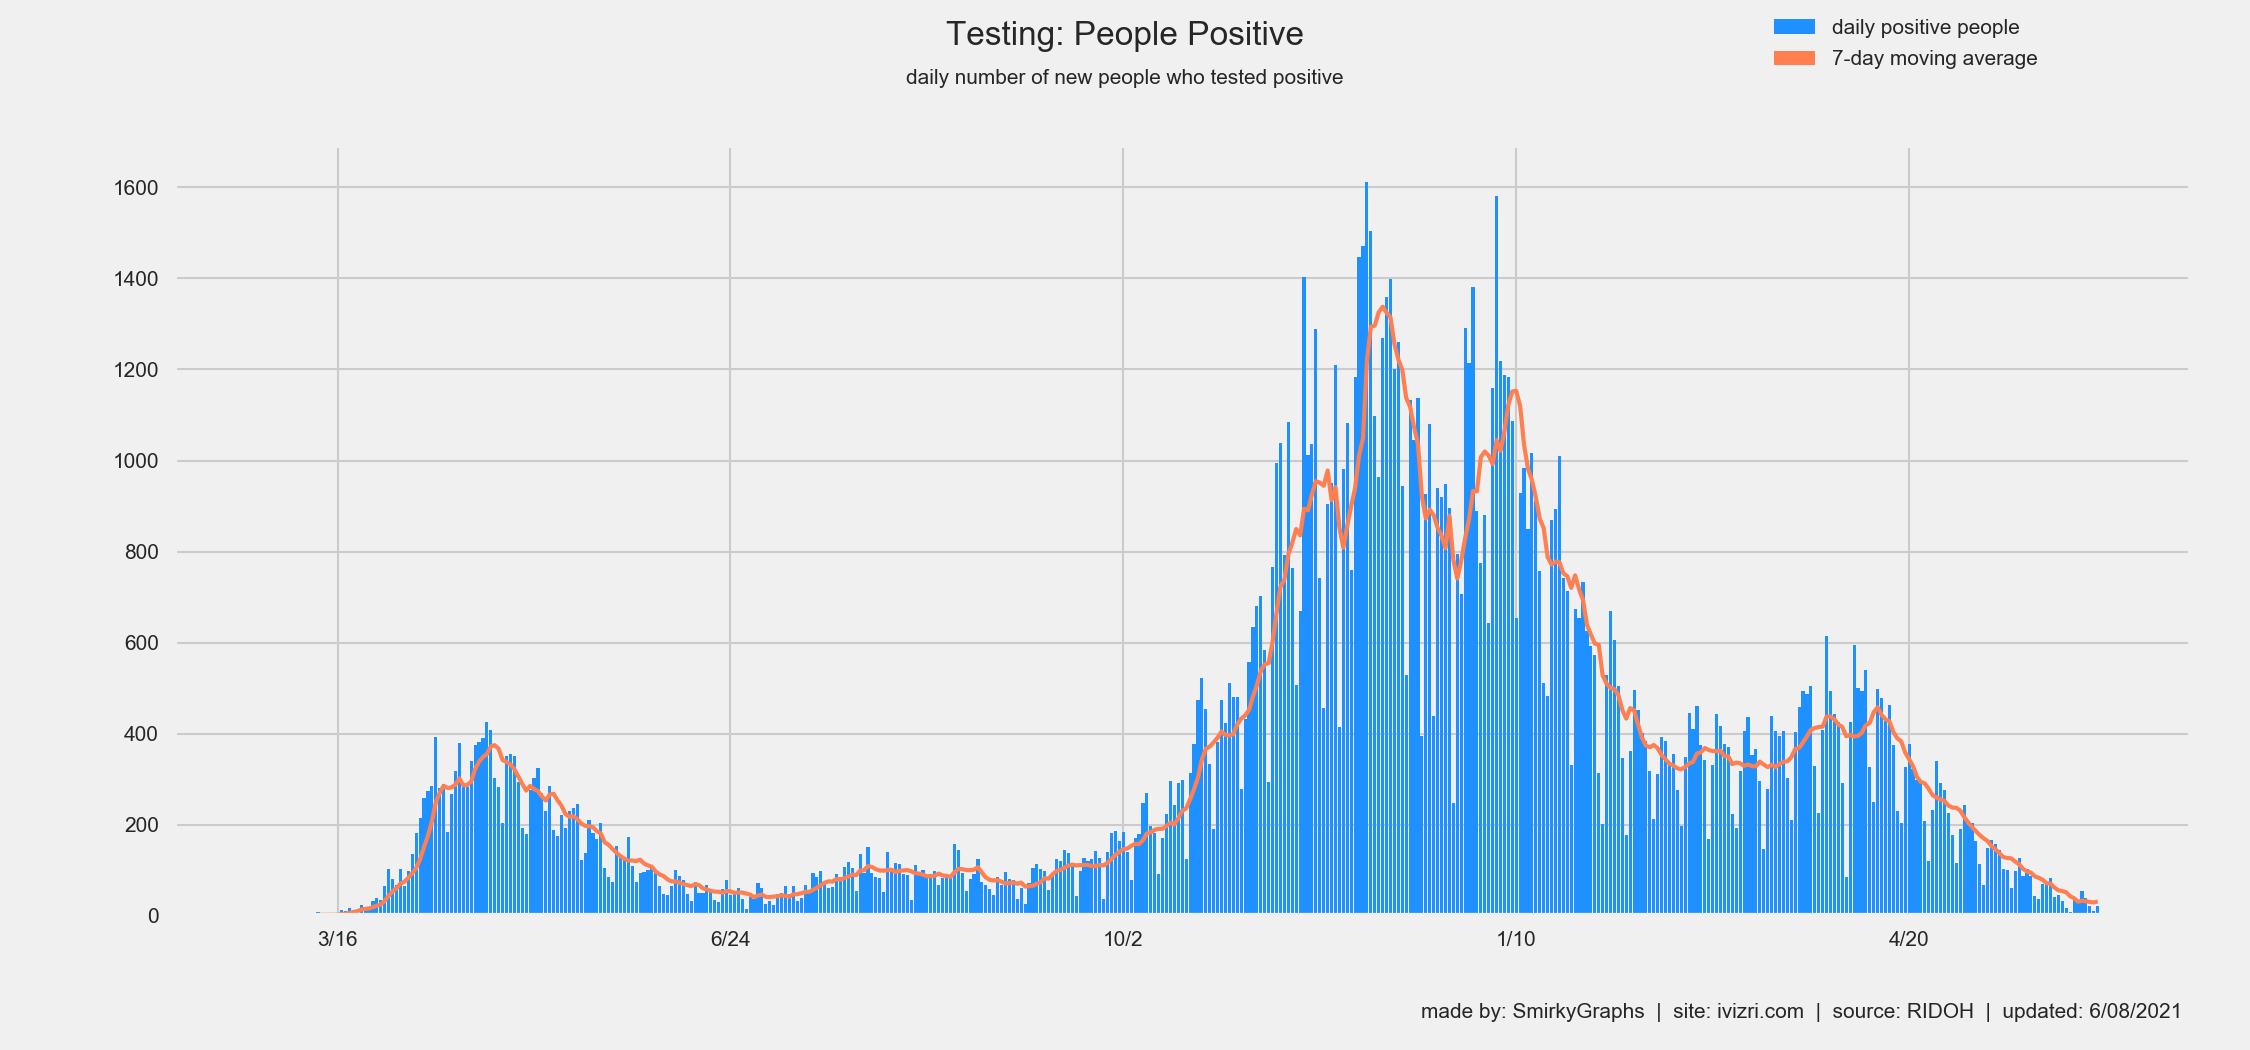 Testing: People Positive
daily number of new people who tested positive
daily positive people
7-day moving average
1600
1400
1200
1000
800
600
400
200
0
3/16 6/24 10/2 1/10 4/20
made by: SmirkyGraphs | site: ivizri.com | source: RIDOH | updated: 6/08/2021